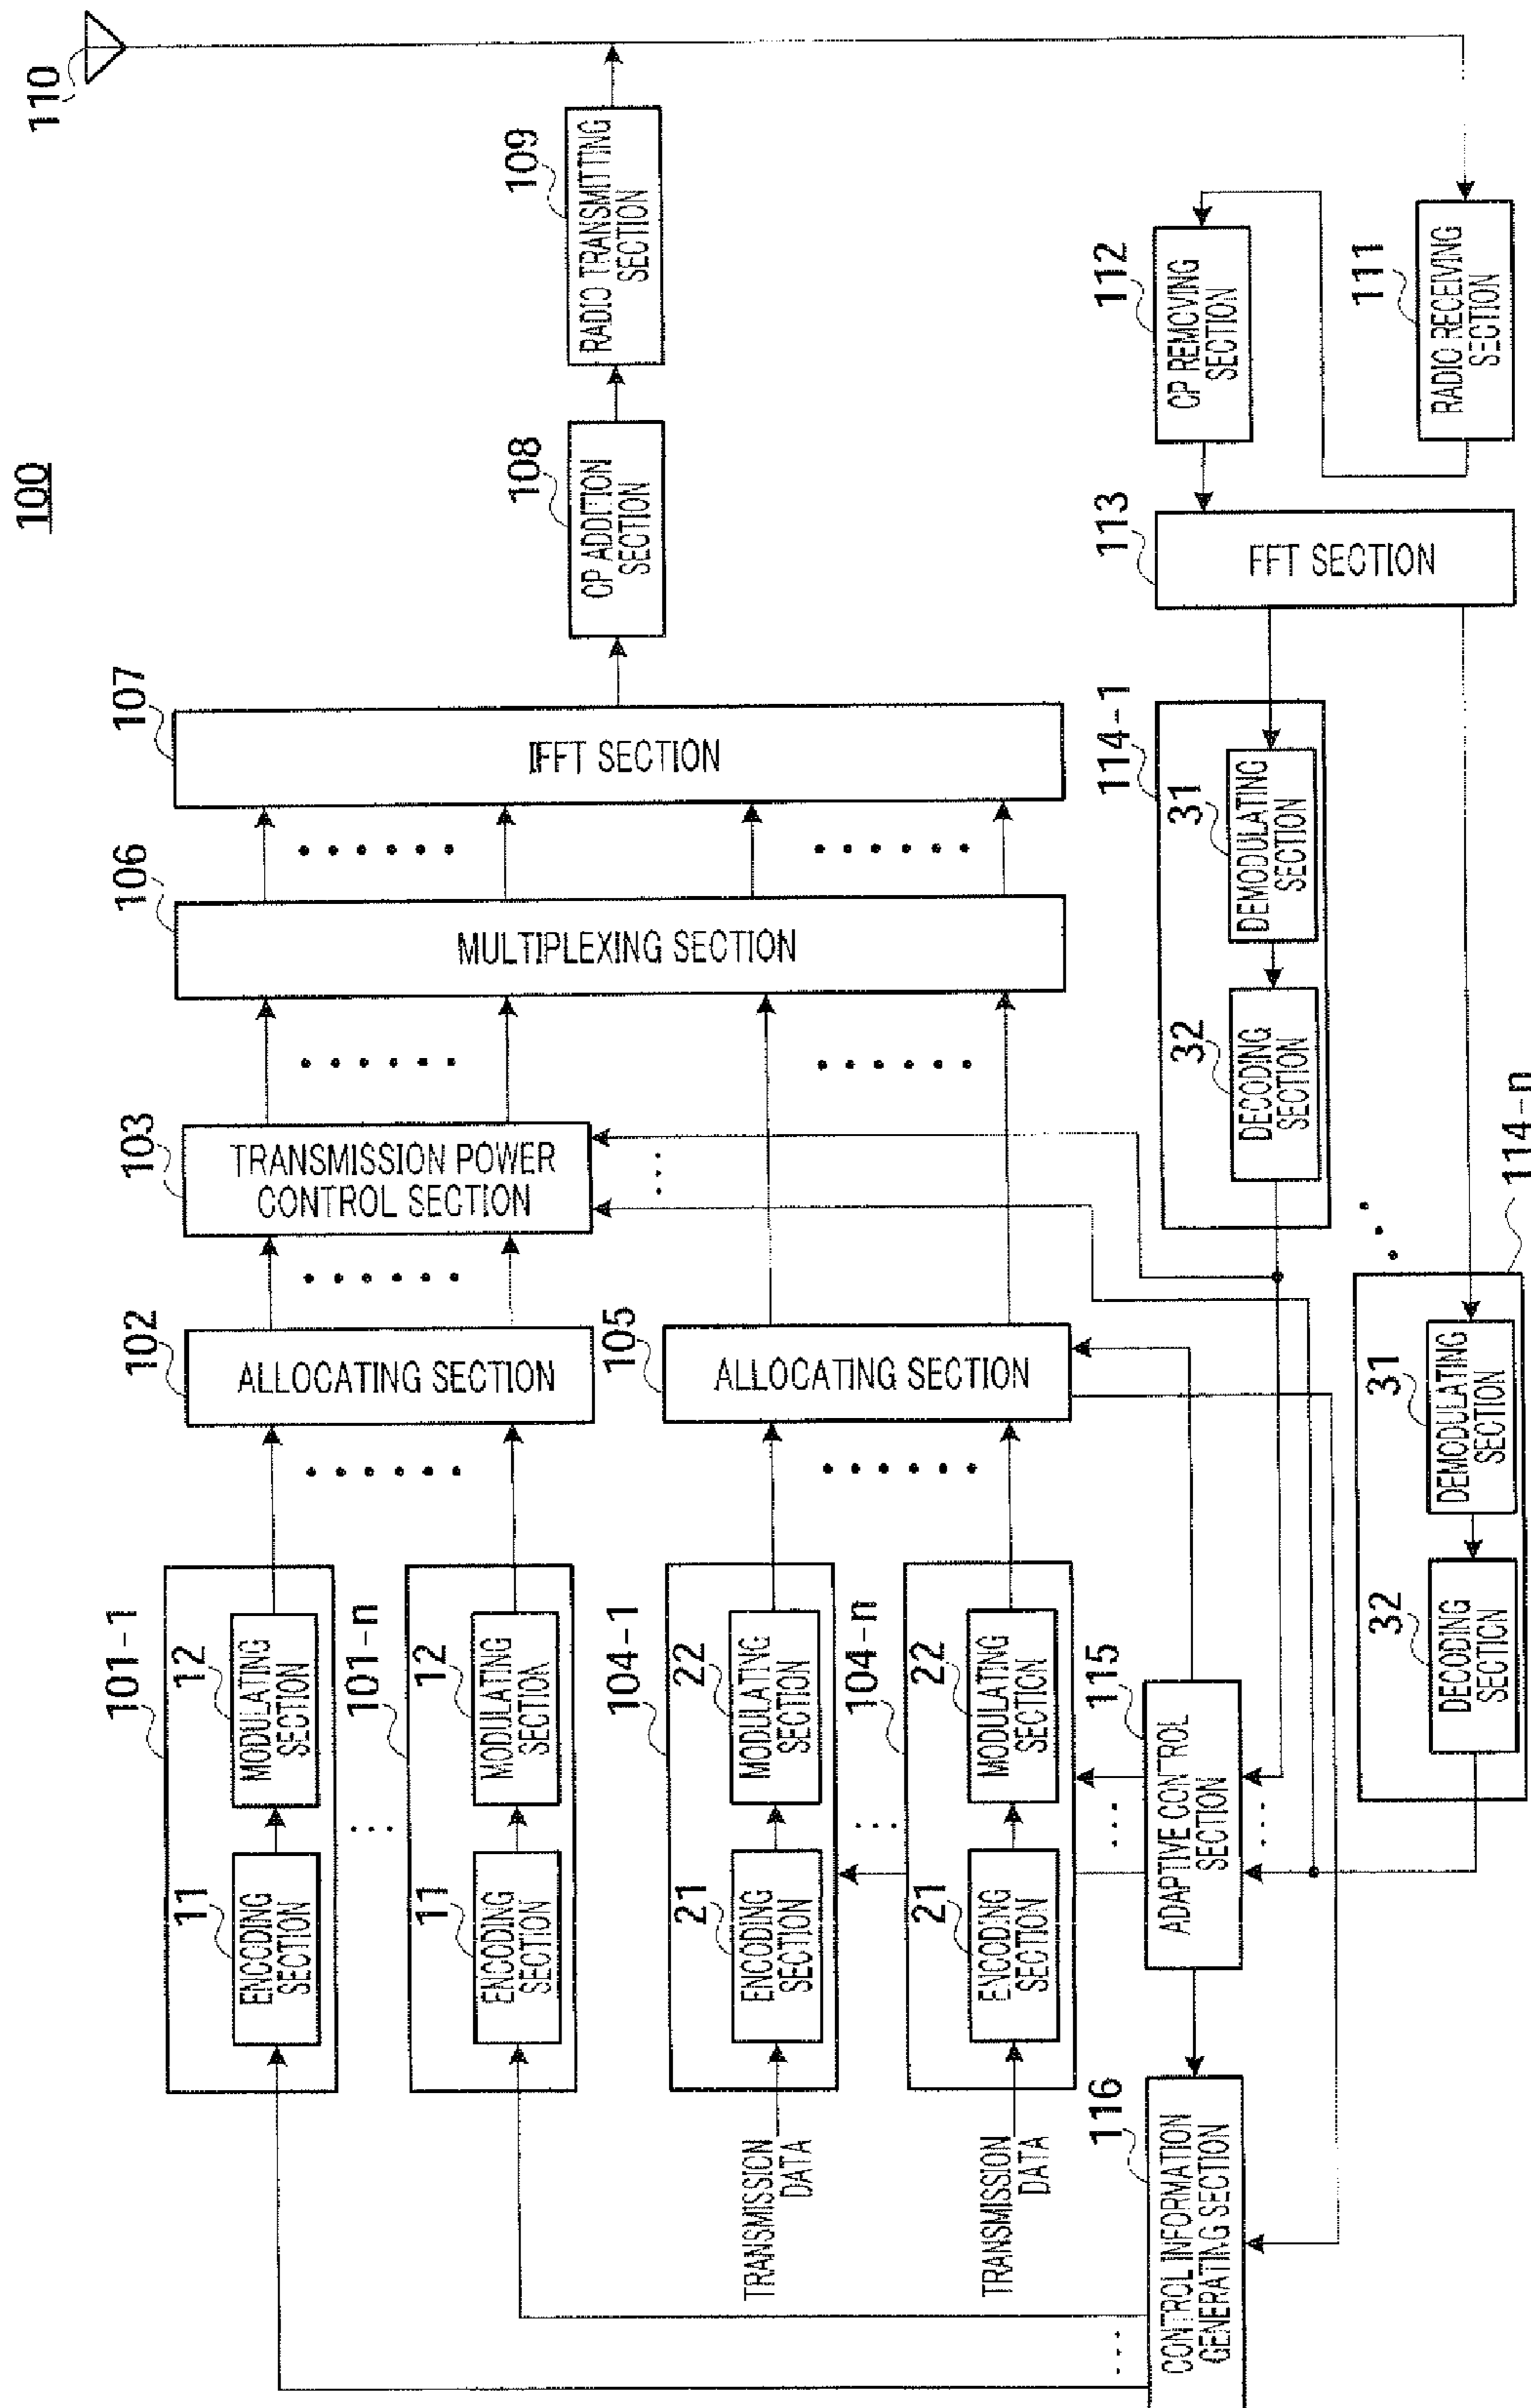 100
101-1
11
ENCODING
SECTION
12
MODULATING
SECTION
101-n
11
ENCODING
SECTION
12
MODULATING
SECTION
102
ALLOCATING SECTION
103
TRANSMISSION POWER
CONTROL SECTION
104-1
TRANSMISSION
DATA
21
ENCODING
SECTION
22
MODULATING
SECTION
104-n
TRANSMISSION
DATA
21
ENCODING
SECTION
22
MODULATING
SECTION
105
ALLOCATING SECTION
106
MULTIPLEXING SECTION
107
IFFT SECTION
108
CP ADDITION
SECTION
109
RADIO TRANSMITTING
SECTION
110
111
RADIO RECEIVING
SECTION
112
CP REMOVING
SECTION
113
FFT SECTION
114-1
31
DEMODULATING
SECTION
32
DECODING
SECTION
114-n
31
DEMODULATING
SECTION
32
DECODING
SECTION
115
ADAPTIVE CONTROL
SECTION
116
CONTROL INFORMATION
GENERATING SECTION